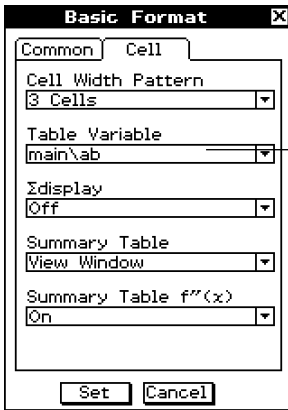 Basic Format
Common Cell
Cell Width Pattern
3 Cells
Table Variable
main\ab
Σdisplay
Off
Summary Table
View Window
Summary Table f″(x)
On
Set Cancel